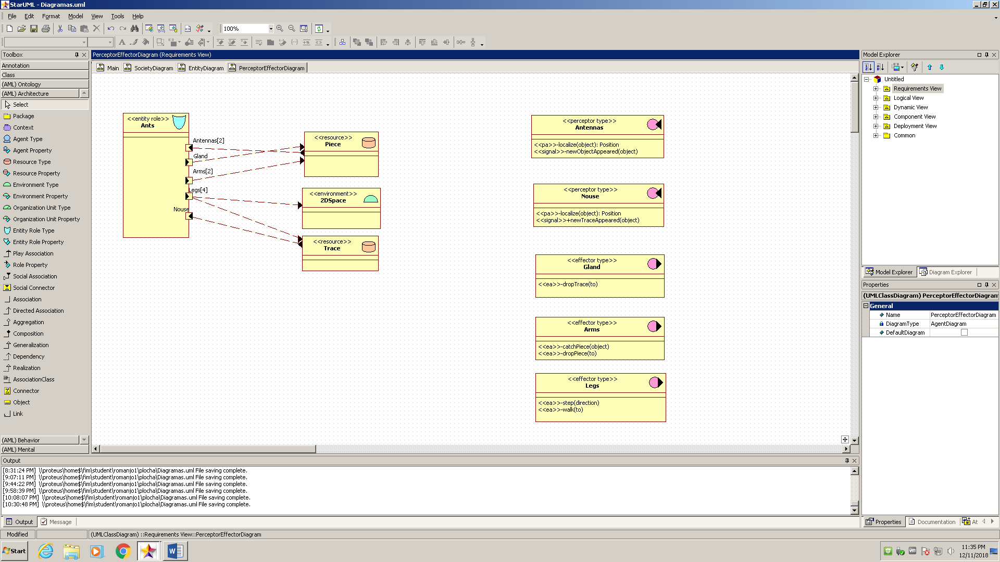 StarUML - Diagramas.uml
File Edit Format Model View Tools Help
100%
Toolbox
Annotation
Class
(AML) Ontology
(AML) Architecture
Select
Package
Context
Agent Type
Agent Property
Resource Type
Resource Property
Environment Type
Environment Property
Organization Unit Type
Organization Unit Property
Entity Role Type
Entity Role Property
Play Association
Role Property
Social Association
Social Connector
Association
Directed Association
Aggregation
Composition
Generalization
Dependency
Realization
AssociationClass
Connector
Object
Link
(AML) Behavior
(AML) Mental
PerceptorEffectorDiagram (Requirements View)
Main SocietyDiagram EntityDiagram PerceptorEffectorDiagram
<<entity role>>
Ants
Antennas[2]
Gland
Arms[2]
Legs[4]
Nouse
<<resource>>
Piece
<<environment>>
2DSpace
<<resource>>
Trace
<<perceptor type>>
Antennas
<<pa>>-localize(object): Position
<<signal>>-newObjectAppeared(object)
<<perceptor type>>
Nouse
<<pa>>-localize(object): Position
<<signal>>+newTraceAppeared(object)
<<effector type>>
Gland
<<ea>>-dropTrace(to)
<<effector type>>
Arms
<<ea>>-catchPiece(object)
<<ea>>-dropPiece(to)
<<effector type>>
Legs
<<ea>>-step(direction)
<<ea>>-walk(to)
Model Explorer
Untitled
Requirements View
Logical View
Dynamic View
Component View
Deployment View
Common
Model Explorer Diagram Explorer
Properties
(UMLClassDiagram) PerceptorEffectorDiagram
General
Name PerceptorEffectorDiagram
DiagramType AgentDiagram
DefaultDiagram
Properties Documentation At
Output
[8:31:24 PM] \\proteus\home$\fim\student\romanjo1\plocha\Diagramas.uml File saving complete.
[9:07:11 PM] \\proteus\home$\fim\student\romanjo1\plocha\Diagramas.uml File saving complete.
[9:44:22 PM] \\proteus\home$\fim\student\romanjo1\plocha\Diagramas.uml File saving complete.
[9:58:39 PM] \\proteus\home$\fim\student\romanjo1\plocha\Diagramas.uml File saving complete.
[10:08:07 PM] \\proteus\home$\fim\student\romanjo1\plocha\Diagramas.uml File saving complete.
[10:30:48 PM] \\proteus\home$\fim\student\romanjo1\plocha\Diagramas.uml File saving complete.
Output Message
Modified (UMLClassDiagram) ::Requirements View::PerceptorEffectorDiagram
Start
11:35 PM
12/11/2018